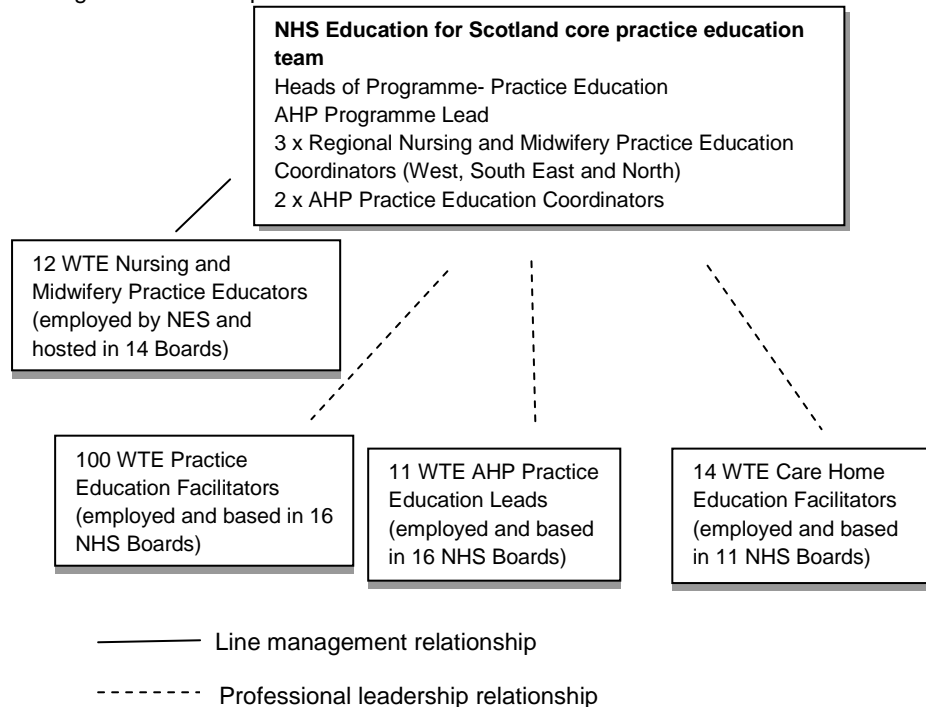 NHS Education for Scotland core practice education
team
Heads of Programme- Practice Education
AHP Programme Lead
3 x Regional Nursing and Midwifery Practice Education
Coordinators (West, South East and North)
2 x AHP Practice Education Coordinators
12 WTE Nursing and
Midwifery Practice Educators
(employed by NES and
hosted in 14 Boards)
100 WTE Practice
Education Facilitators
(employed and based in 16
NHS Boards)
11 WTE AHP Practice
Education Leads
(employed and based
in 16 NHS Boards)
14 WTE Care Home
Education Facilitators
(employed and based
in 11 NHS Boards)
Line management relationship
Professional leadership relationship